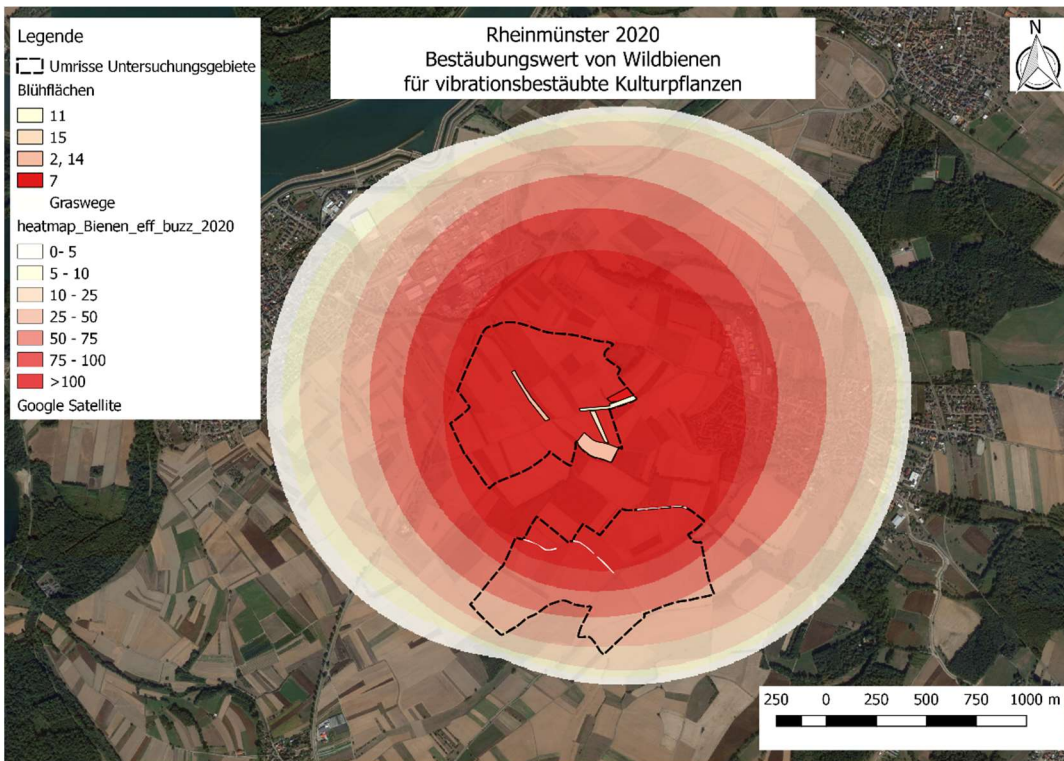 Rheinmünster 2020
Bestäubungswert von Wildbienen
für vibrationsbestäubte Kulturpflanzen
N
Legende
Umrisse Untersuchungsgebiete
Blühflächen
11
15
2, 14
7
Graswege
heatmap_Bienen_eff_buzz_2020
0- 5
5 - 10
10 - 25
25 - 50
50 - 75
75 - 100
>100
Google Satellite
250 0 250 500 750 1000 m